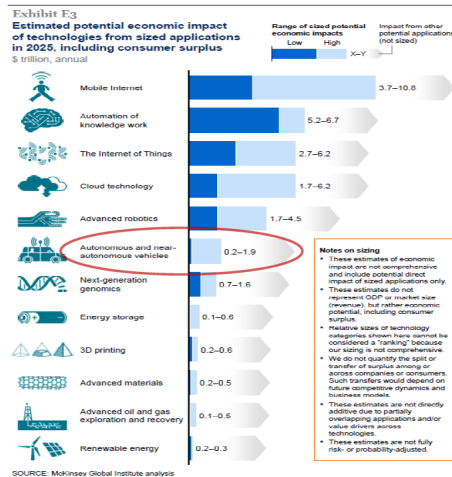 Exhibit E3
Estimated potential economic impact
of technologies from sized applications
in 2025, including consumer surplus
$ trillion, annual
Range of sized potential
economic impacts
Low High
X–Y
Impact from other
potential applications
(not sized)
Mobile Internet
3.7–10.8
Automation of
knowledge work
5.2–6.7
The Internet of Things
2.7–6.2
Cloud technology
1.7–6.2
Advanced robotics
1.7–4.5
Autonomous and near-
autonomous vehicles
0.2–1.9
Next-generation
genomics
0.7–1.6
Energy storage
0.1–0.6
3D printing
0.2–0.6
Advanced materials
0.2–0.5
Advanced oil and gas
exploration and recovery
0.1–0.5
Renewable energy
0.2–0.3
Notes on sizing
• These estimates of economic
impact are not comprehensive
and include potential direct
impact of sized applications only.
• These estimates do not
represent GDP or market size
(revenue), but rather economic
potential, including consumer
surplus.
• Relative sizes of technology
categories shown here cannot be
considered a "ranking" because
our sizing is not comprehensive.
• We do not quantify the split or
transfer of surplus among or
across companies or consumers.
Such transfers would depend on
future competitive dynamics and
business models.
• These estimates are not directly
additive due to partially
overlapping applications and/or
value drivers across
technologies.
• These estimates are not fully
risk- or probability-adjusted.
SOURCE: McKinsey Global Institute analysis